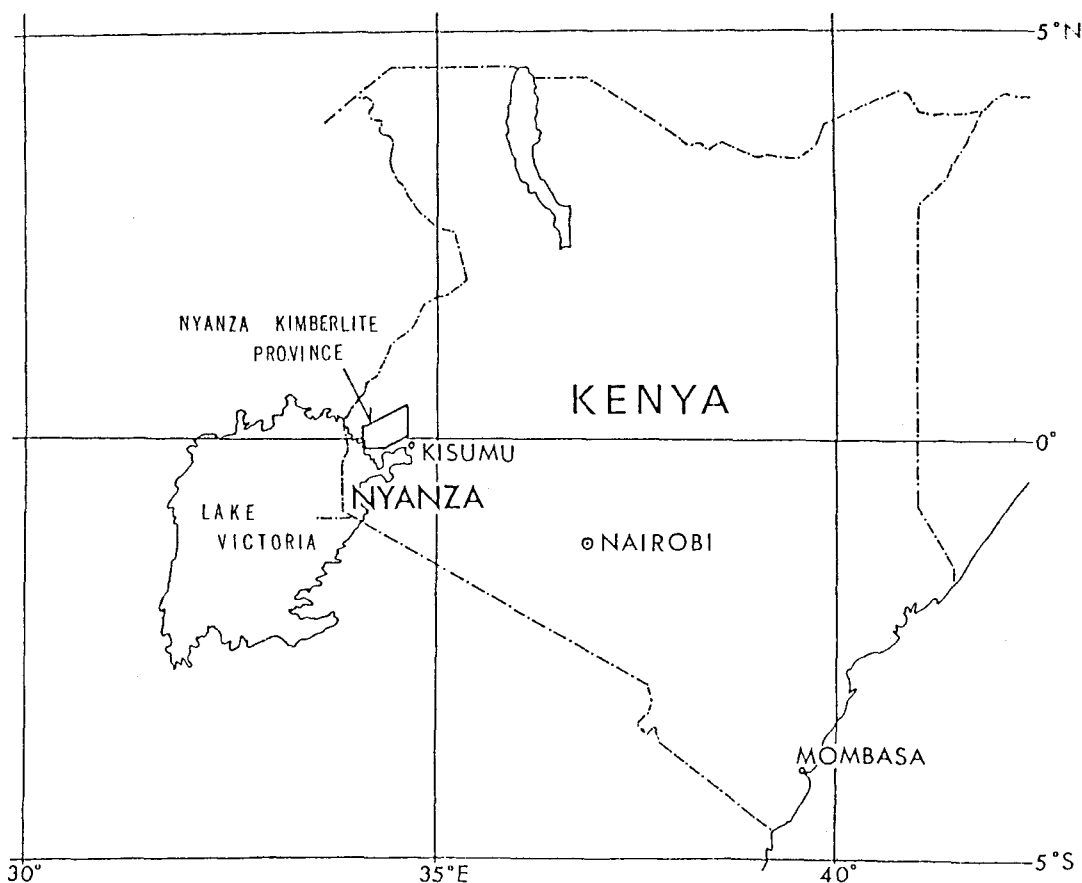 5°N
NYANZA KIMBERLITE
PROVINCE
KENYA
0°
KISUMU
NYANZA
LAKE
VICTORIA
NAIROBI
MOMBASA
5°S
30°
35°E
40°